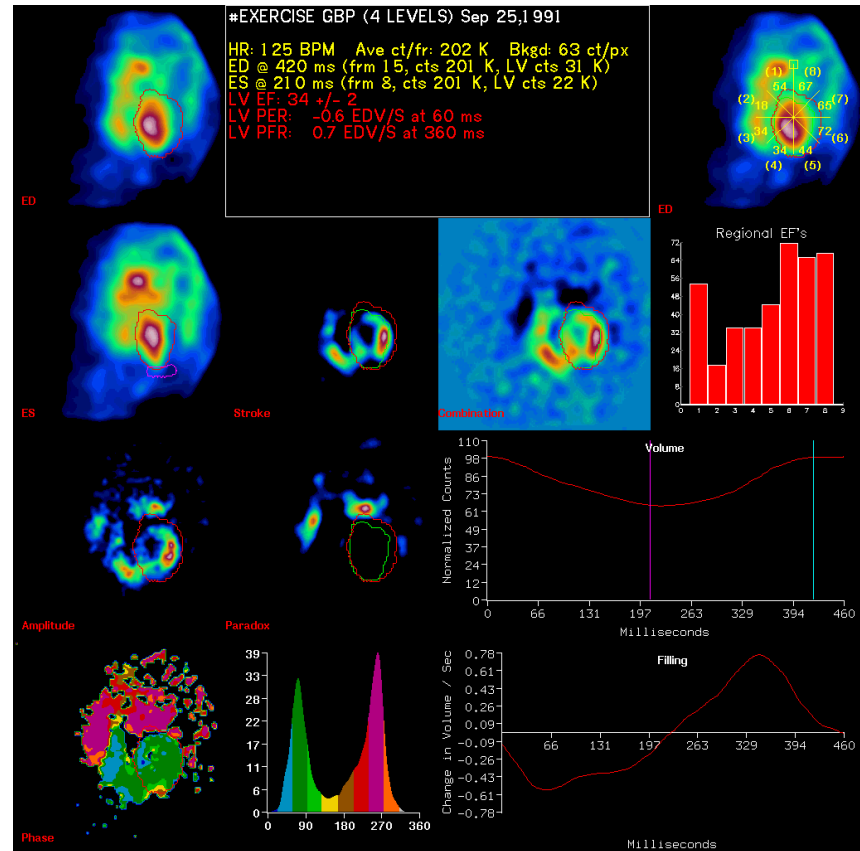 #EXERCISE GBP (4 LEVELS) Sep 25,1991
HR: 125 BPM Ave ct/fr: 202 K Bkgd: 63 ct/px
ED @ 420 ms (frm 15, cts 201 K, LV cts 31 K)
ES @ 210 ms (frm 8, cts 201 K, LV cts 22 K)
LV EF: 34 +/- 2
LV PER: -0.6 EDV/S at 60 ms
LV PFR: 0.7 EDV/S at 360 ms
ED
(1) (8)
54 67
(2) 18 65 (7)
(3) 34 72 (6)
34 44
(4) (5)
ED
ES
Stroke
Combination
Regional EF's
72
64
56
48
40
32
24
16
8
0
0 1 2 3 4 5 6 7 8 9
Amplitude
Paradox
Volume
Normalized Counts
110
98
86
73
61
49
37
24
12
0
0 66 131 197 263 329 394 460
Milliseconds
Phase
39
33
28
22
17
11
6
0
0 90 180 270 360
Filling
Change in Volume / Sec
0.78
0.61
0.43
0.26
0.09
-0.09
-0.26
-0.43
-0.61
-0.78
66 131 197 263 329 394 460
Milliseconds